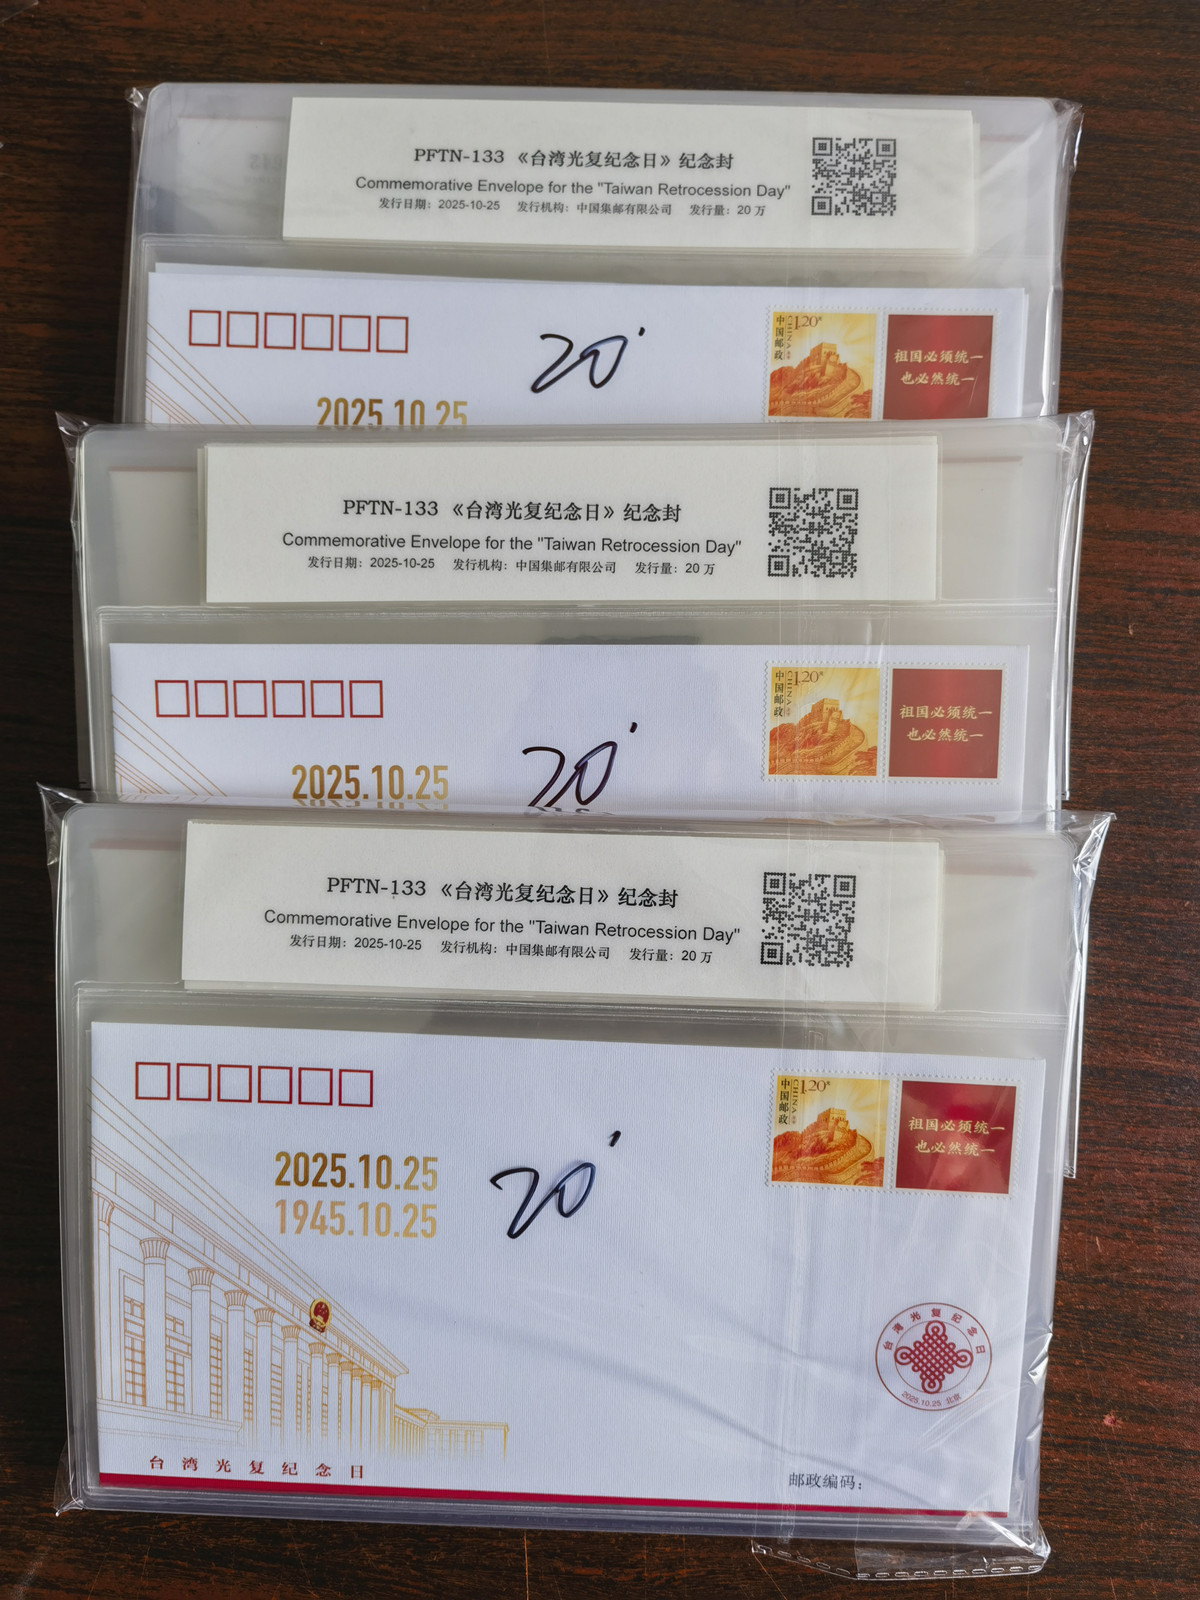 PFTN-133 《台湾光复纪念日》纪念封
Commemorative Envelope for the "Taiwan Retrocession Day"
发行日期：2025-10-25 发行机构：中国集邮有限公司 发行量：20 万
20
中国邮政
CHINA
1.20元
祖国必须统一
也必然统一
2025.10.25
PFTN-133 《台湾光复纪念日》纪念封
Commemorative Envelope for the "Taiwan Retrocession Day"
发行日期：2025-10-25 发行机构：中国集邮有限公司 发行量：20 万
中国邮政
CHINA
1.20元
祖国必须统一
也必然统一
2025.10.25
20
PFTN-133 《台湾光复纪念日》纪念封
Commemorative Envelope for the "Taiwan Retrocession Day"
发行日期：2025-10-25 发行机构：中国集邮有限公司 发行量：20 万
中国邮政
CHINA
1.20元
祖国必须统一
也必然统一
2025.10.25
1945.10.25
20
台湾光复纪念日
2025.10.25 北京
台湾光复纪念日
邮政编码：